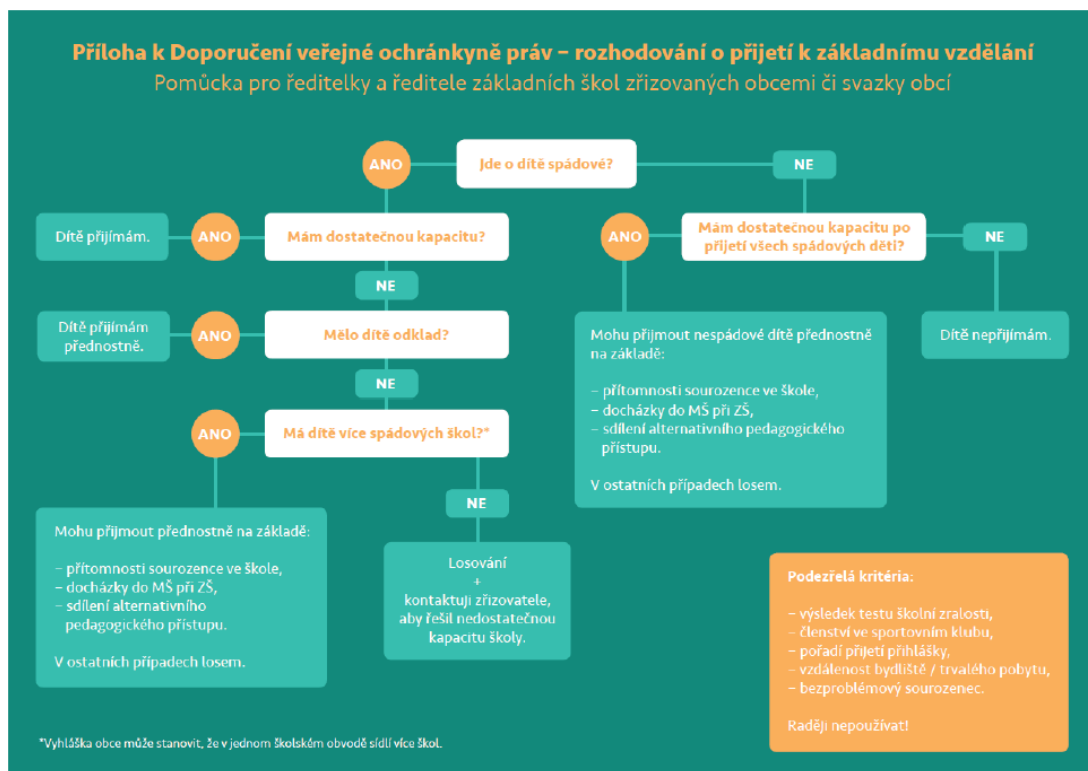 Příloha k Doporučení veřejné ochránkyně práv – rozhodování o přijetí k základnímu vzdělání
Pomůcka pro ředitelky a ředitele základních škol zřizovaných obcemi či svazky obcí
ANO
Jde o dítě spádové?
NE
Dítě přijímám.
ANO
Mám dostatečnou kapacitu?
NE
Dítě přijímám
přednostně.
ANO
Mělo dítě odklad?
NE
ANO
Má dítě více spádových škol?*
NE
Mohu přijmout přednostně na základě:
– přítomnosti sourozence ve škole,
– docházky do MŠ při ZŠ,
– sdílení alternativního
pedagogického přístupu.
V ostatních případech losem.
Losování
+
kontaktuji zřizovatele,
aby řešil nedostatečnou
kapacitu školy.
ANO
Mám dostatečnou kapacitu po
přijetí všech spádových děti?
NE
Mohu přijmout nespádové dítě přednostně
na základě:
– přítomnosti sourozence ve škole,
– docházky do MŠ při ZŠ,
– sdílení alternativního pedagogického
přístupu.
V ostatních případech losem.
Dítě nepřijímám.
Podezřelá kritéria:
– výsledek testu školní zralosti,
– členství ve sportovním klubu,
– pořadí přijetí přihlášky,
– vzdálenost bydliště / trvalého pobytu,
– bezproblémový sourozenec.
Raději nepoužívat!
*Vyhláška obce může stanovit, že v jednom školském obvodě sídlí více škol.